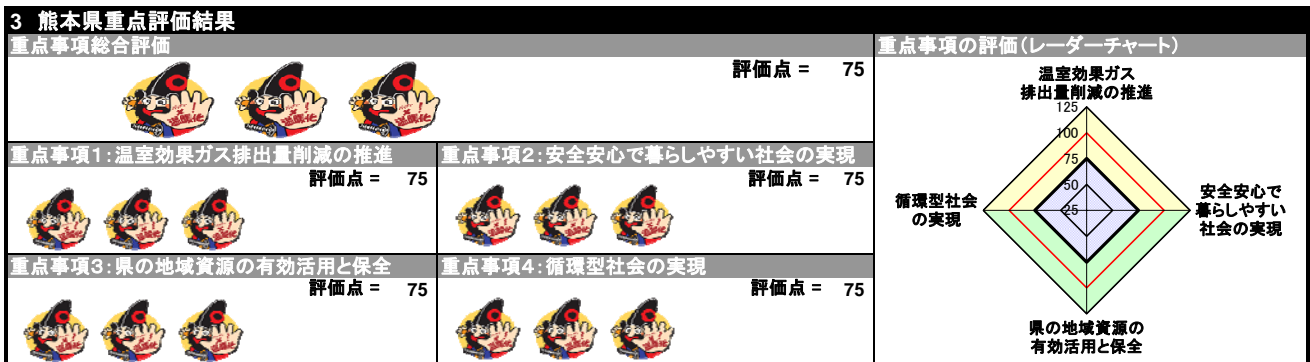 3 熊本県重点評価結果
重点事項総合評価
評価点 = 75
重点事項1:温室効果ガス排出量削減の推進
評価点 = 75
重点事項2:安全安心で暮らしやすい社会の実現
評価点 = 75
重点事項3:県の地域資源の有効活用と保全
評価点 = 75
重点事項4:循環型社会の実現
評価点 = 75
重点事項の評価(レーダーチャート)
温室効果ガス
排出量削減の推進
125
100
75
50
25
循環型社会
の実現
安全安心で
暮らしやすい
社会の実現
県の地域資源の
有効活用と保全